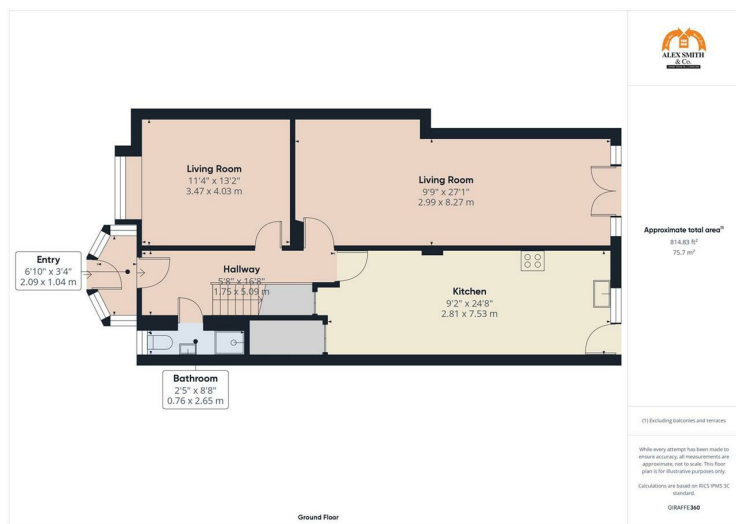 ALEX SMITH
& Co.
Living Room
11'4" x 13'2"
3.47 x 4.03 m
Living Room
9'9" x 27'1"
2.99 x 8.27 m
Entry
6'10" x 3'4"
2.09 x 1.04 m
Hallway
5'8" x 16'8"
1.75 x 5.09 m
Kitchen
9'2" x 24'8"
2.81 x 7.53 m
Bathroom
2'5" x 8'8"
0.76 x 2.65 m
Ground Floor
Approximate total area(1)
814.83 ft²
75.7 m²
(1) Excluding balconies and terraces
While every attempt has been made to
ensure accuracy, all measurements are
approximate, not to scale. This floor
plan is for illustrative purposes only.
Calculations are based on RICS IPMS 3C
standard.
GIRAFFE360